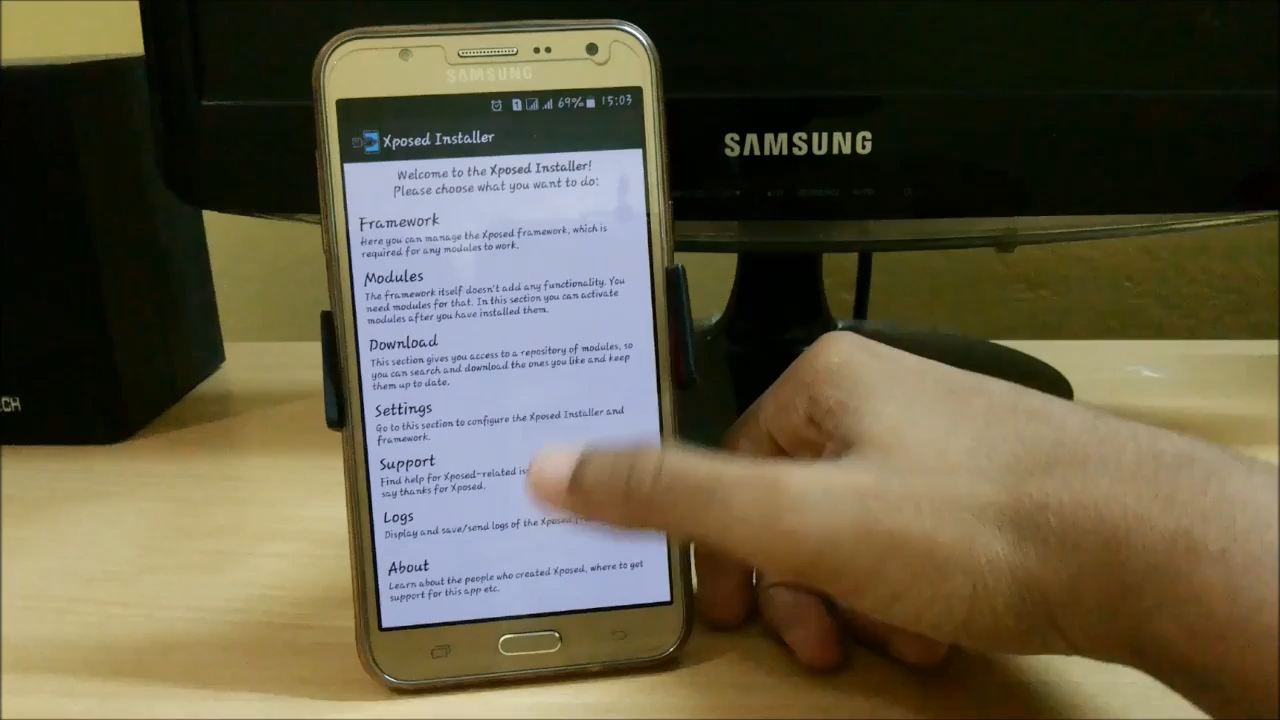 SAMSUNG
69% 15:03
Xposed Installer
Welcome to the Xposed Installer!
Please choose what you want to do:
Framework
Here you can manage the Xposed framework, which is
required for any modules to work.
Modules
The framework itself doesn't add any functionality. You
need modules for that. In this section you can activate
modules after you have installed them.
Download
This section gives you access to a repository of modules, so
you can search and download the ones you like and keep
them up to date.
Settings
Go to this section to configure the Xposed Installer and
framework.
Support
Find help for Xposed-related
say thanks for Xposed.
Logs
Display and save/send logs of the Xposed
About
Learn about the people who created Xposed, where to get
support for this app etc.
SAMSUNG
CH